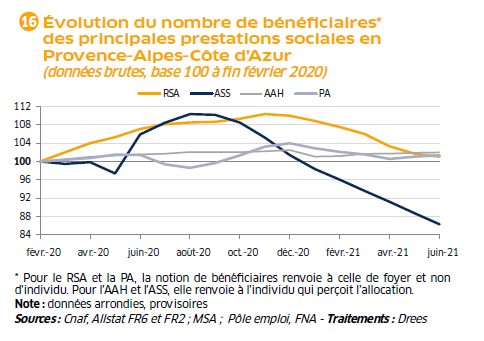 16 Évolution du nombre de bénéficiaires*
des principales prestations sociales en
Provence-Alpes-Côte d'Azur
(données brutes, base 100 à fin février 2020)
RSA ASS AAH PA
112
108
104
100
96
92
88
84
févr.-20 avr.-20 juin-20 août-20 oct.-20 déc.-20 févr.-21 avr.-21 juin-21
* Pour le RSA et la PA, la notion de bénéficiaires renvoie à celle de foyer et non
d'individu. Pour l'AAH et l'ASS, elle renvoie à l'individu qui perçoit l'allocation.
Note : données arrondies, provisoires
Sources : Cnaf, Allstat FR6 et FR2 ; MSA ; Pôle emploi, FNA - Traitements : Drees